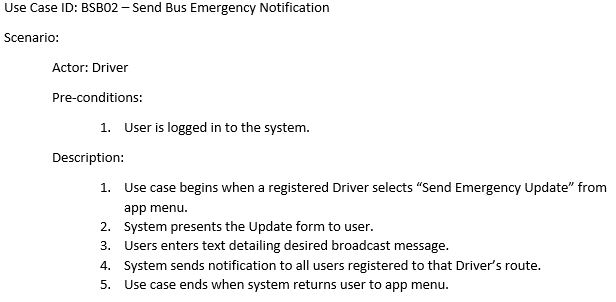 Use Case ID: BSB02 – Send Bus Emergency Notification
Scenario:
Actor: Driver
Pre-conditions:
1. User is logged in to the system.
Description:
1. Use case begins when a registered Driver selects “Send Emergency Update” from
app menu.
2. System presents the Update form to user.
3. Users enters text detailing desired broadcast message.
4. System sends notification to all users registered to that Driver’s route.
5. Use case ends when system returns user to app menu.